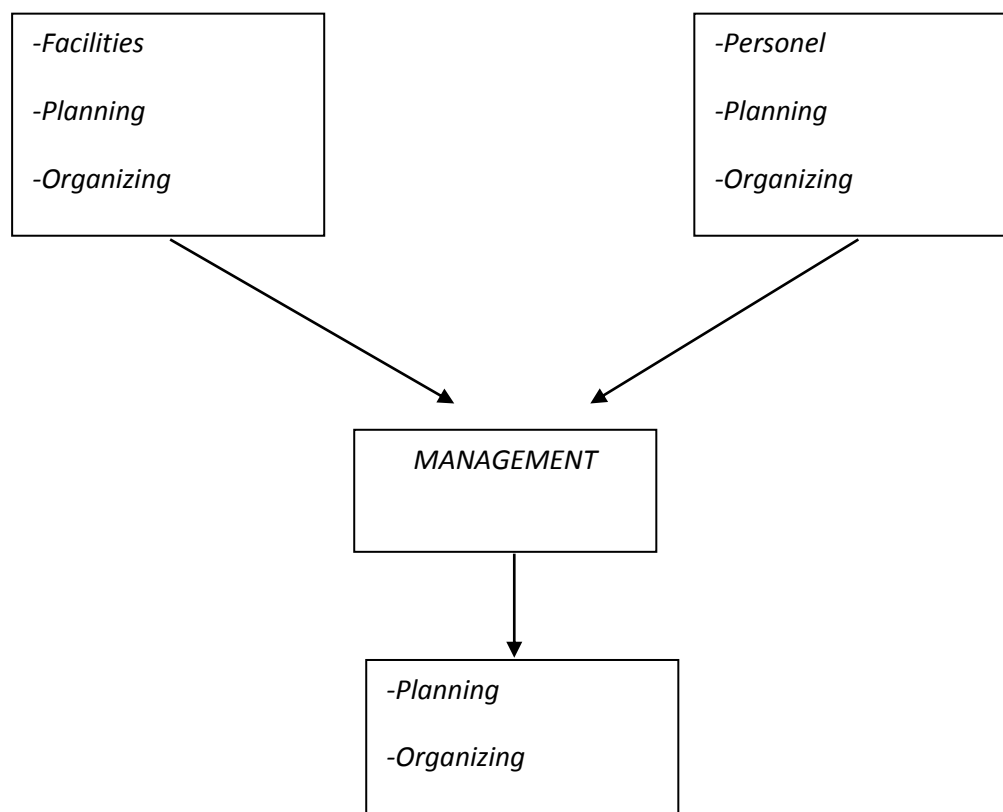 -Facilities
-Planning
-Organizing
-Personel
-Planning
-Organizing
MANAGEMENT
-Planning
-Organizing